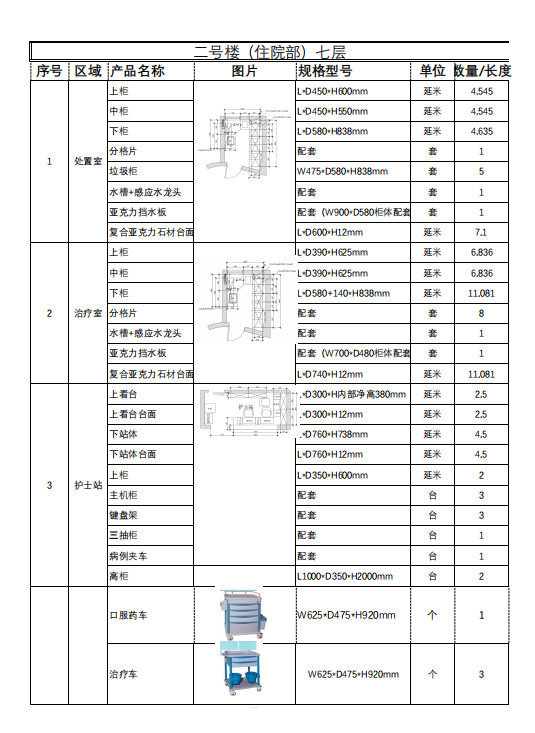 二号楼（住院部）七层
序号 区域 产品名称 图片 规格型号 单位 数量/长度
1 处置室
上柜 L*D450*H600mm 延米 4.545
中柜 L*D450*H550mm 延米 4.545
下柜 L*D580*H838mm 延米 4.635
分格片 配套 套 1
垃圾柜 W475*D580*H838mm 套 5
水槽+感应水龙头 配套 套 1
亚克力挡水板 配套（W900*D580柜体配套 套 1
复合亚克力石材台面 L*D600*H12mm 延米 7.1
2 治疗室
上柜 L*D390*H625mm 延米 6.836
中柜 L*D390*H625mm 延米 6.836
下柜 L*D580+140*H838mm 延米 11.081
分格片 配套 套 8
水槽+感应水龙头 配套 套 1
亚克力挡水板 配套（W700*D480柜体配套 套 1
复合亚克力石材台面 L*D740*H12mm 延米 11.081
3 护士站
上看台 L*D300*H内部净高380mm 延米 2.5
上看台台面 L*D300*H12mm 延米 2.5
下站体 L*D760*H738mm 延米 4.5
下站体台面 L*D760*H12mm 延米 4.5
上柜 L*D350*H600mm 延米 2
主机柜 配套 台 3
键盘架 配套 台 3
三抽柜 配套 台 1
病例夹车 配套 台 1
高柜 L1000*D350*H2000mm 台 2
口服药车 W625*D475*H920mm 个 1
治疗车 W625*D475*H920mm 个 3
护士站